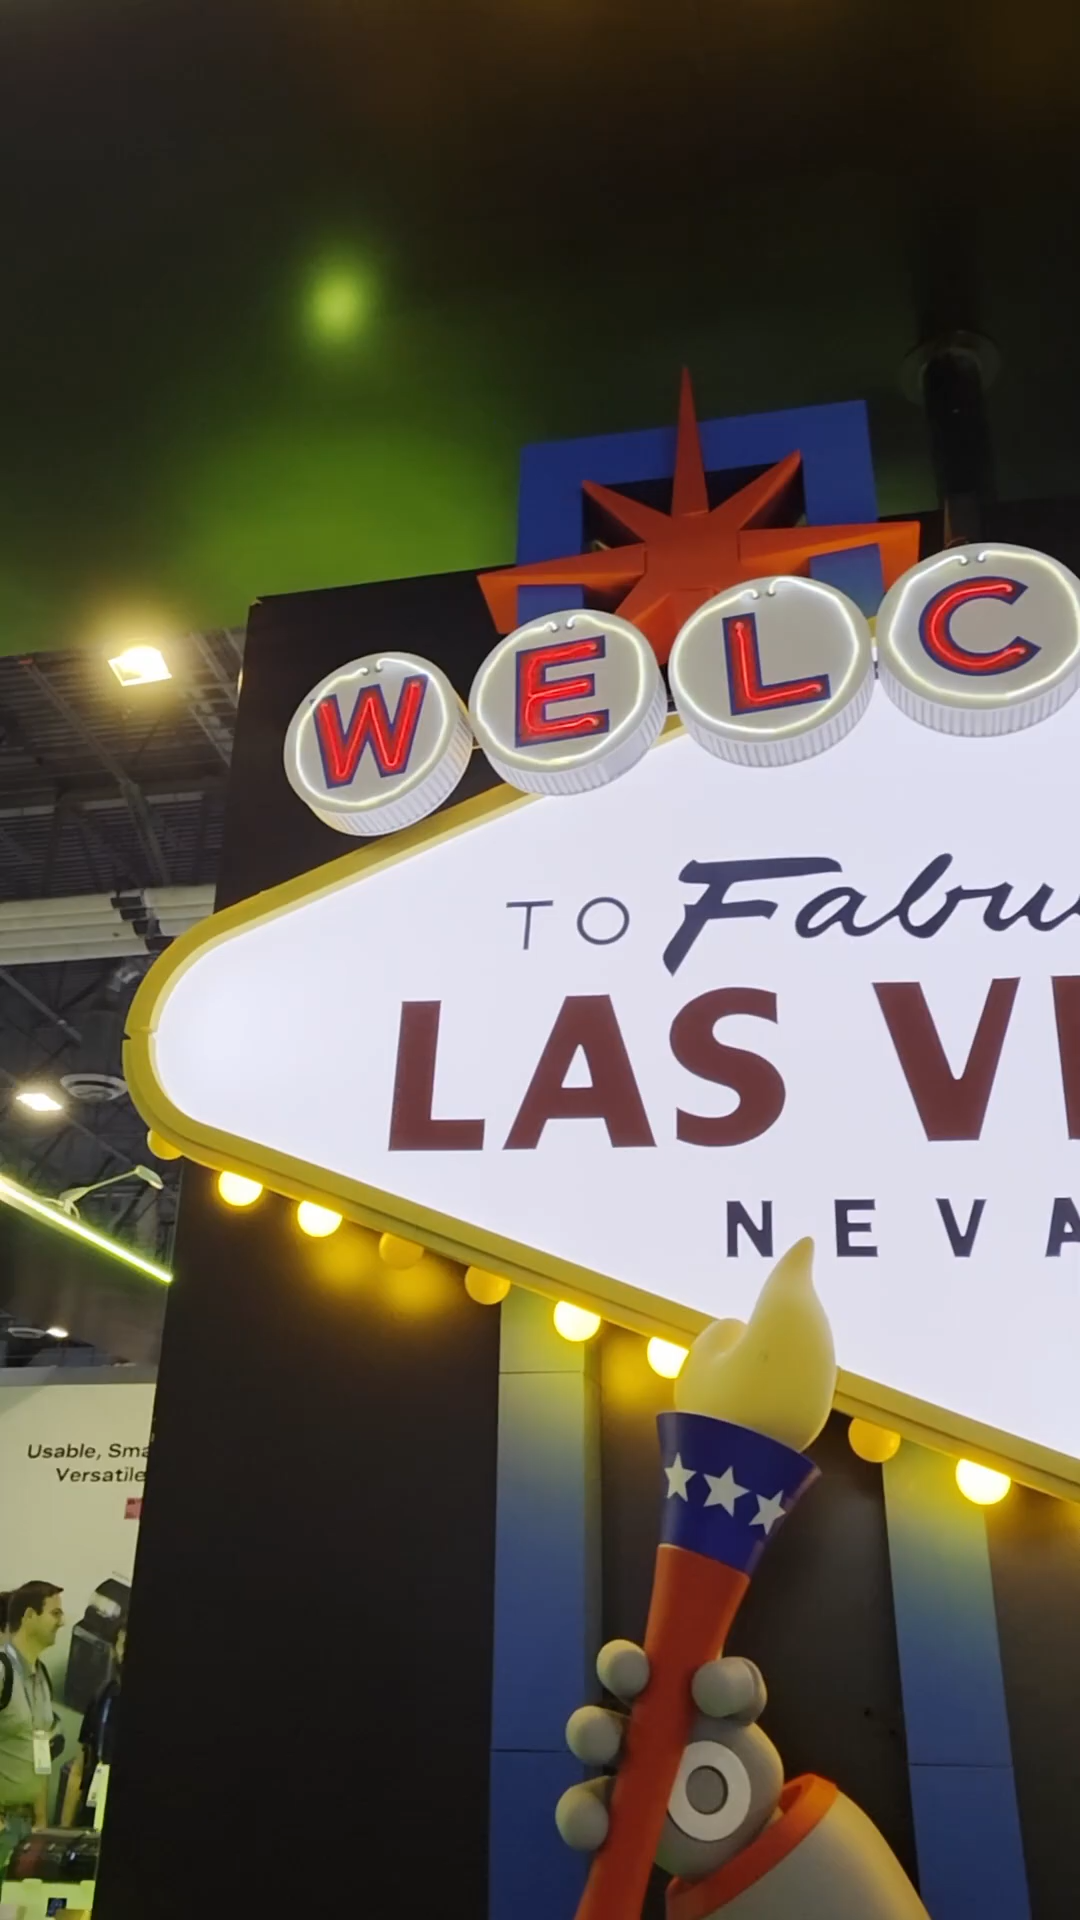 WELC
TO Fabu
LAS V
NEVA
Usable, Sma
Versatile